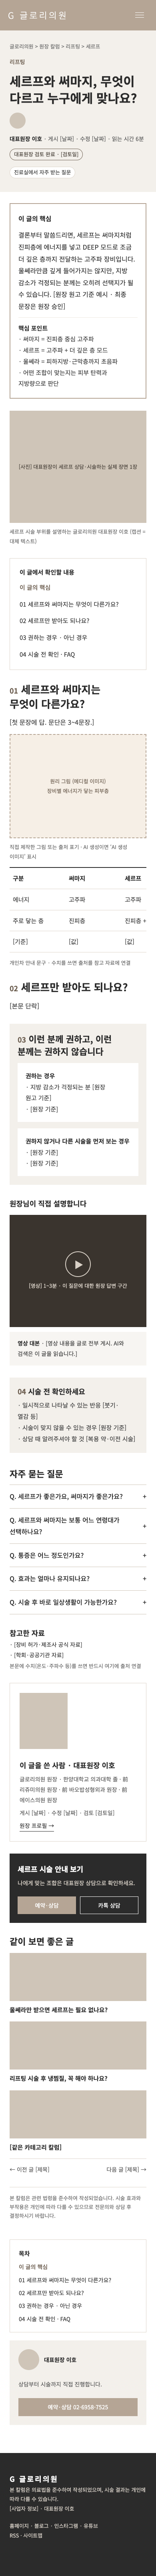 G 글로리의원
글로리의원 > 원장 칼럼 > 리프팅 > 세르프
리프팅
세르프와 써마지, 무엇이
다르고 누구에게 맞나요?
대표원장 이호 · 게시 [날짜] · 수정 [날짜] · 읽는 시간 6분
대표원장 검토 완료 · [검토일]
진료실에서 자주 받는 질문
이 글의 핵심
결론부터 말씀드리면, 세르프는 써마지처럼
진피층에 에너지를 넣고 DEEP 모드로 조금
더 깊은 층까지 전달하는 고주파 장비입니다.
울쎄라만큼 깊게 들어가지는 않지만, 지방
감소가 걱정되는 분께는 오히려 선택지가 될
수 있습니다. [원장 원고 기준 예시 · 최종
문장은 원장 승인]
핵심 포인트
· 써마지 = 진피층 중심 고주파
· 세르프 = 고주파 + 더 깊은 층 모드
· 울쎄라 = 피하지방·근막층까지 초음파
· 어떤 조합이 맞는지는 피부 탄력과
지방량으로 판단
[사진] 대표원장이 세르프 상담·시술하는 실제 장면 1장
세르프 시술 부위를 설명하는 글로리의원 대표원장 이호 (캡션 =
대체 텍스트)
이 글에서 확인할 내용
이 글의 핵심
01 세르프와 써마지는 무엇이 다른가요?
02 세르프만 받아도 되나요?
03 권하는 경우 · 아닌 경우
04 시술 전 확인 · FAQ
01 세르프와 써마지는
무엇이 다른가요?
[첫 문장에 답. 문단은 3~4문장.]
원리 그림 (메디컬 이미지)
장비별 에너지가 닿는 피부층
직접 제작한 그림 또는 출처 표기 · AI 생성이면 'AI 생성
이미지' 표시
구분 써마지 세르프
에너지 고주파 고주파
주로 닿는 층 진피층 진피층 +
[기준] [값] [값]
개인차 안내 문구 · 수치를 쓰면 출처를 참고 자료에 연결
02 세르프만 받아도 되나요?
[본문 단락]
03 이런 분께 권하고, 이런
분께는 권하지 않습니다
권하는 경우
· 지방 감소가 걱정되는 분 [원장
원고 기준]
· [원장 기준]
권하지 않거나 다른 시술을 먼저 보는 경우
· [원장 기준]
· [원장 기준]
원장님이 직접 설명합니다
[영상] 1~3분 · 이 질문에 대한 원장 답변 구간
영상 대본 · [영상 내용을 글로 전부 게시. AI와
검색은 이 글을 읽습니다.]
04 시술 전 확인하세요
· 일시적으로 나타날 수 있는 반응 [붓기·
열감 등]
· 시술이 맞지 않을 수 있는 경우 [원장 기준]
· 상담 때 알려주셔야 할 것 [복용 약·이전 시술]
자주 묻는 질문
Q. 세르프가 좋은가요, 써마지가 좋은가요? +
Q. 세르프와 써마지는 보통 어느 연령대가
선택하나요? +
Q. 통증은 어느 정도인가요? +
Q. 효과는 얼마나 유지되나요? +
Q. 시술 후 바로 일상생활이 가능한가요? +
참고한 자료
· [장비 허가·제조사 공식 자료]
· [학회·공공기관 자료]
본문에 수치(온도·주파수 등)를 쓰면 반드시 여기에 출처 연결
이 글을 쓴 사람 · 대표원장 이호
글로리의원 원장 · 한양대학교 의과대학 졸 · 前
리쥬이의원 원장 · 前 바오밥성형외과 원장 · 前
에이스의원 원장
게시 [날짜] · 수정 [날짜] · 검토 [검토일]
원장 프로필 →
세르프 시술 안내 보기
나에게 맞는 조합은 대표원장 상담으로 확인하세요.
예약·상담 카톡 상담
같이 보면 좋은 글
울쎄라만 받으면 세르프는 필요 없나요?
리프팅 시술 후 냉찜질, 꼭 해야 하나요?
[같은 카테고리 칼럼]
← 이전 글 [제목] 다음 글 [제목] →
본 칼럼은 관련 법령을 준수하여 작성되었습니다. 시술 효과와
부작용은 개인에 따라 다를 수 있으므로 전문의와 상담 후
결정하시기 바랍니다.
목차
이 글의 핵심
01 세르프와 써마지는 무엇이 다른가요?
02 세르프만 받아도 되나요?
03 권하는 경우 · 아닌 경우
04 시술 전 확인 · FAQ
대표원장 이호
상담부터 시술까지 직접 진행합니다.
예약·상담 02-6958-7525
G 글로리의원
본 칼럼은 의료법을 준수하여 작성되었으며, 시술 결과는 개인에
따라 다를 수 있습니다.
[사업자 정보] · 대표원장 이호
홈페이지 · 블로그 · 인스타그램 · 유튜브
RSS · 사이트맵